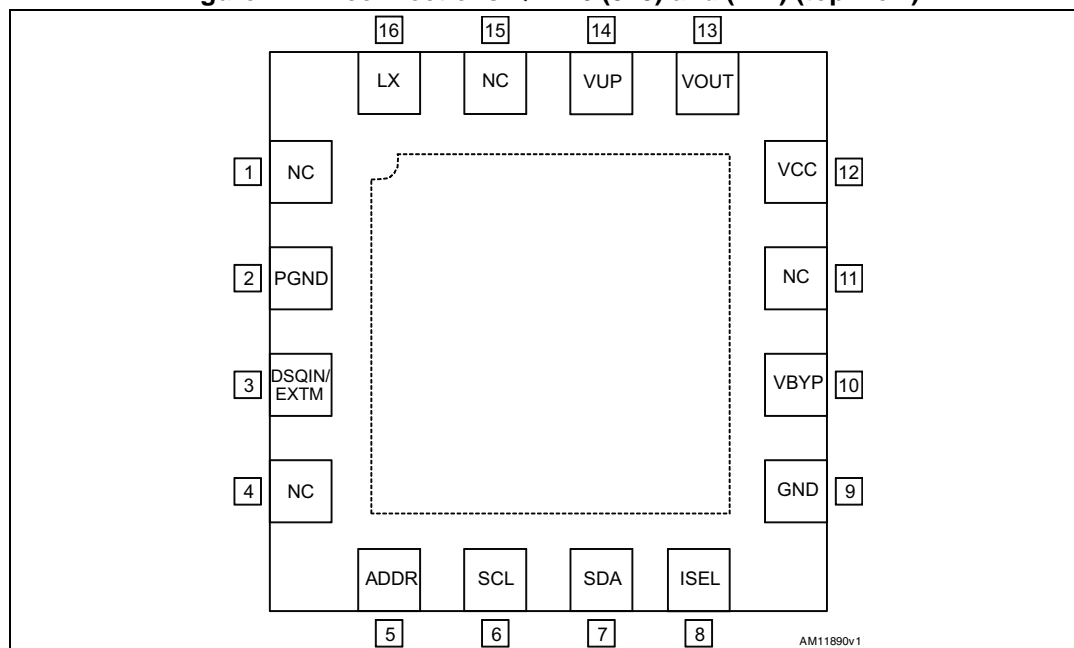 16 15 14 13
LX NC VUP VOUT
1 NC VCC 12
2 PGND NC 11
3 DSQIN/
EXTM VBYP 10
4 NC GND 9
ADDR SCL SDA ISEL
5 6 7 8
AM11890v1